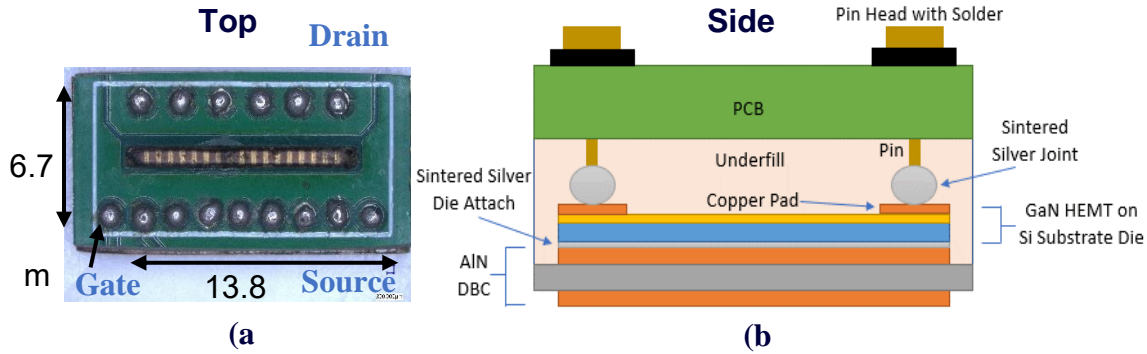 Top
Drain
6.7
m
Gate
13.8
Source
(a
Side
Pin Head with Solder
PCB
Underfill
Pin
Sintered
Silver Joint
Sintered Silver
Die Attach
Copper Pad
GaN HEMT on
Si Substrate Die
AlN
DBC
(b)